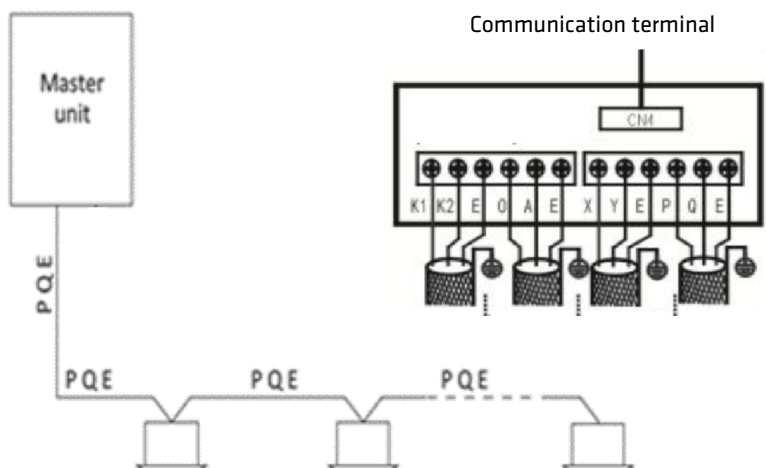 Communication terminal
Master
unit
CN4
K1 K2 E O A E X Y E P Q E
PQE
PQE PQE PQE